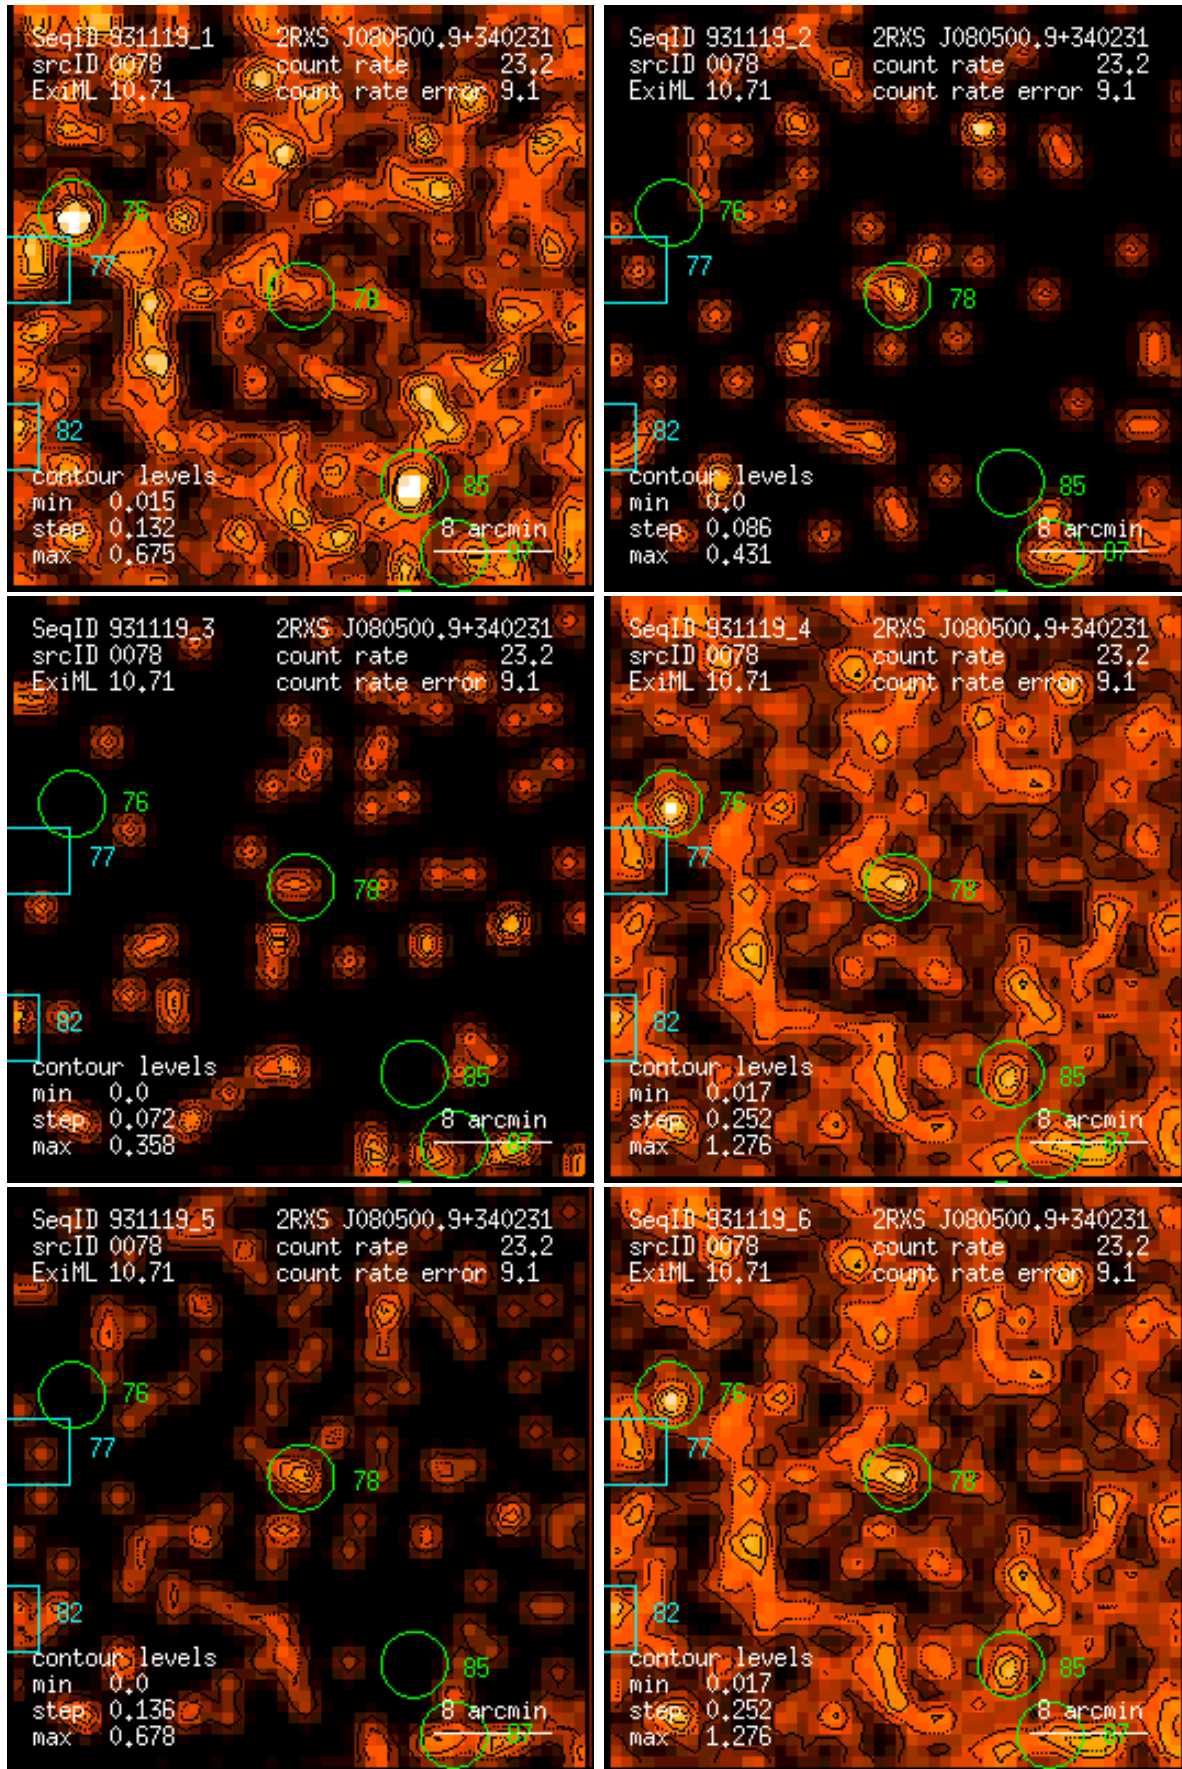 SeqID 931119_1 2RXS J080500.9+340231
srcID 0078 count rate 23.2
ExiML 10.71 count rate error 9.1
76
77
78
82
contour levels
85
min 0.015
step 0.132 8 arcmin
max 0.675 87
SeqID 931119_2 2RXS J080500.9+340231
srcID 0078 count rate 23.2
ExiML 10.71 count rate error 9.1
76
77
78
82
contour levels
85
min 0.0
step 0.086 8 arcmin
max 0.431 87
SeqID 931119_3 2RXS J080500.9+340231
srcID 0078 count rate 23.2
ExiML 10.71 count rate error 9.1
76
77
78
82
contour levels
85
min 0.0
step 0.072 8 arcmin
max 0.358 87
SeqID 931119_4 2RXS J080500.9+340231
srcID 0078 count rate 23.2
ExiML 10.71 count rate error 9.1
76
77
78
82
contour levels
85
min 0.017
step 0.252 8 arcmin
max 1.276 87
SeqID 931119_5 2RXS J080500.9+340231
srcID 0078 count rate 23.2
ExiML 10.71 count rate error 9.1
76
77
78
82
contour levels
85
min 0.0
step 0.136 8 arcmin
max 0.678 87
SeqID 931119_6 2RXS J080500.9+340231
srcID 0078 count rate 23.2
ExiML 10.71 count rate error 9.1
76
77
78
82
contour levels
85
min 0.017
step 0.252 8 arcmin
max 1.276 87